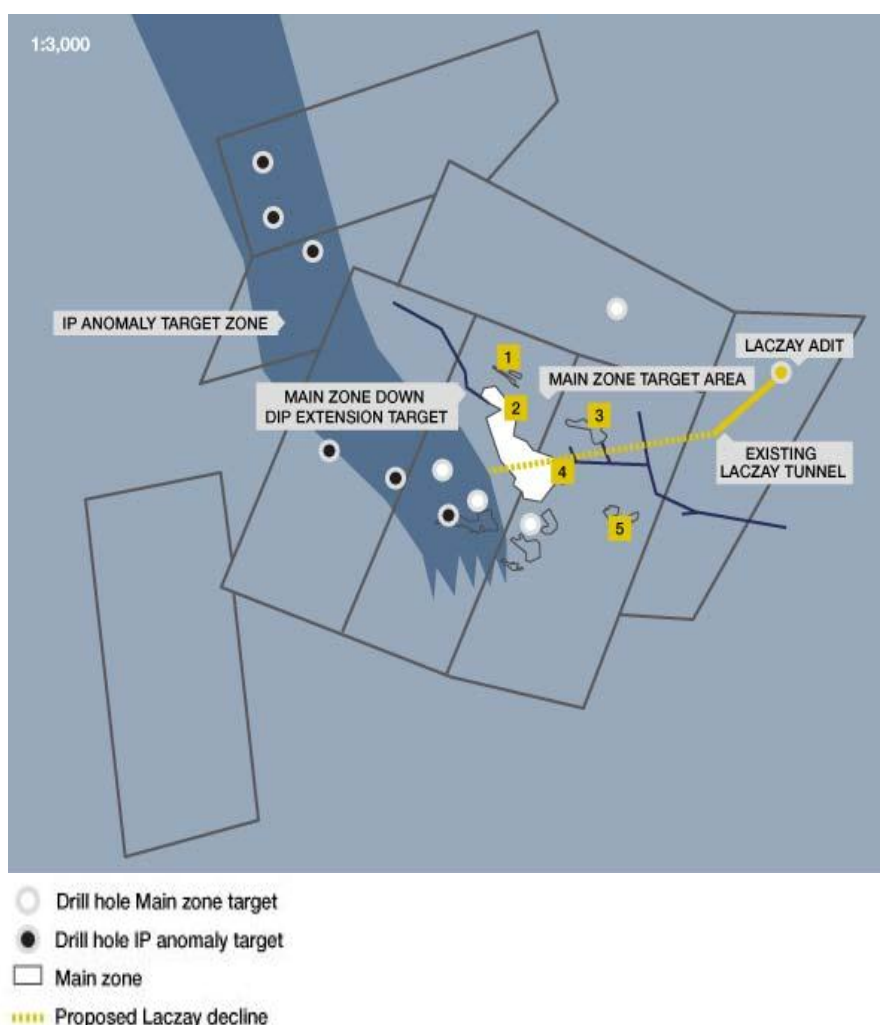 1:3,000
IP ANOMALY TARGET ZONE
LACZAY ADIT
1
MAIN ZONE TARGET AREA
MAIN ZONE DOWN
DIP EXTENSION TARGET
2
3
EXISTING
LACZAY TUNNEL
4
5
Drill hole Main zone target
Drill hole IP anomaly target
Main zone
Proposed Laczay decline